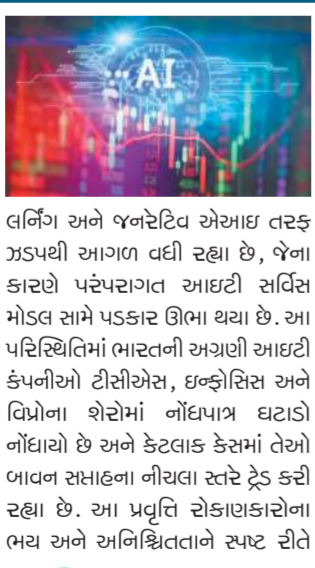 AI
લર્નિંગ અને જનરેટિવ એઆઇ તરફ
ઝડપથી આગળ વધી રહ્યા છે, જેના
કારણે પરંપરાગત આઇટી સર્વિસ
મોડલ સામે પડકાર ઊભા થયા છે. આ
પરિસ્થિતિમાં ભારતની અગ્રણી આઇટી
કંપનીઓ ટીસીએસ, ઇન્ફોસિસ અને
વિપ્રોના શેરોમાં નોંધપાત્ર ઘટાડો
નોંધાયો છે અને કેટલાક કેસમાં તેઓ
બાવન સપ્તાહના નીચલા સ્તરે ટ્રેડ કરી
રહ્યા છે. આ પ્રવૃત્તિ રોકાણકારોના
ભય અને અનિશ્ચિતતાને સ્પષ્ટ રીતે